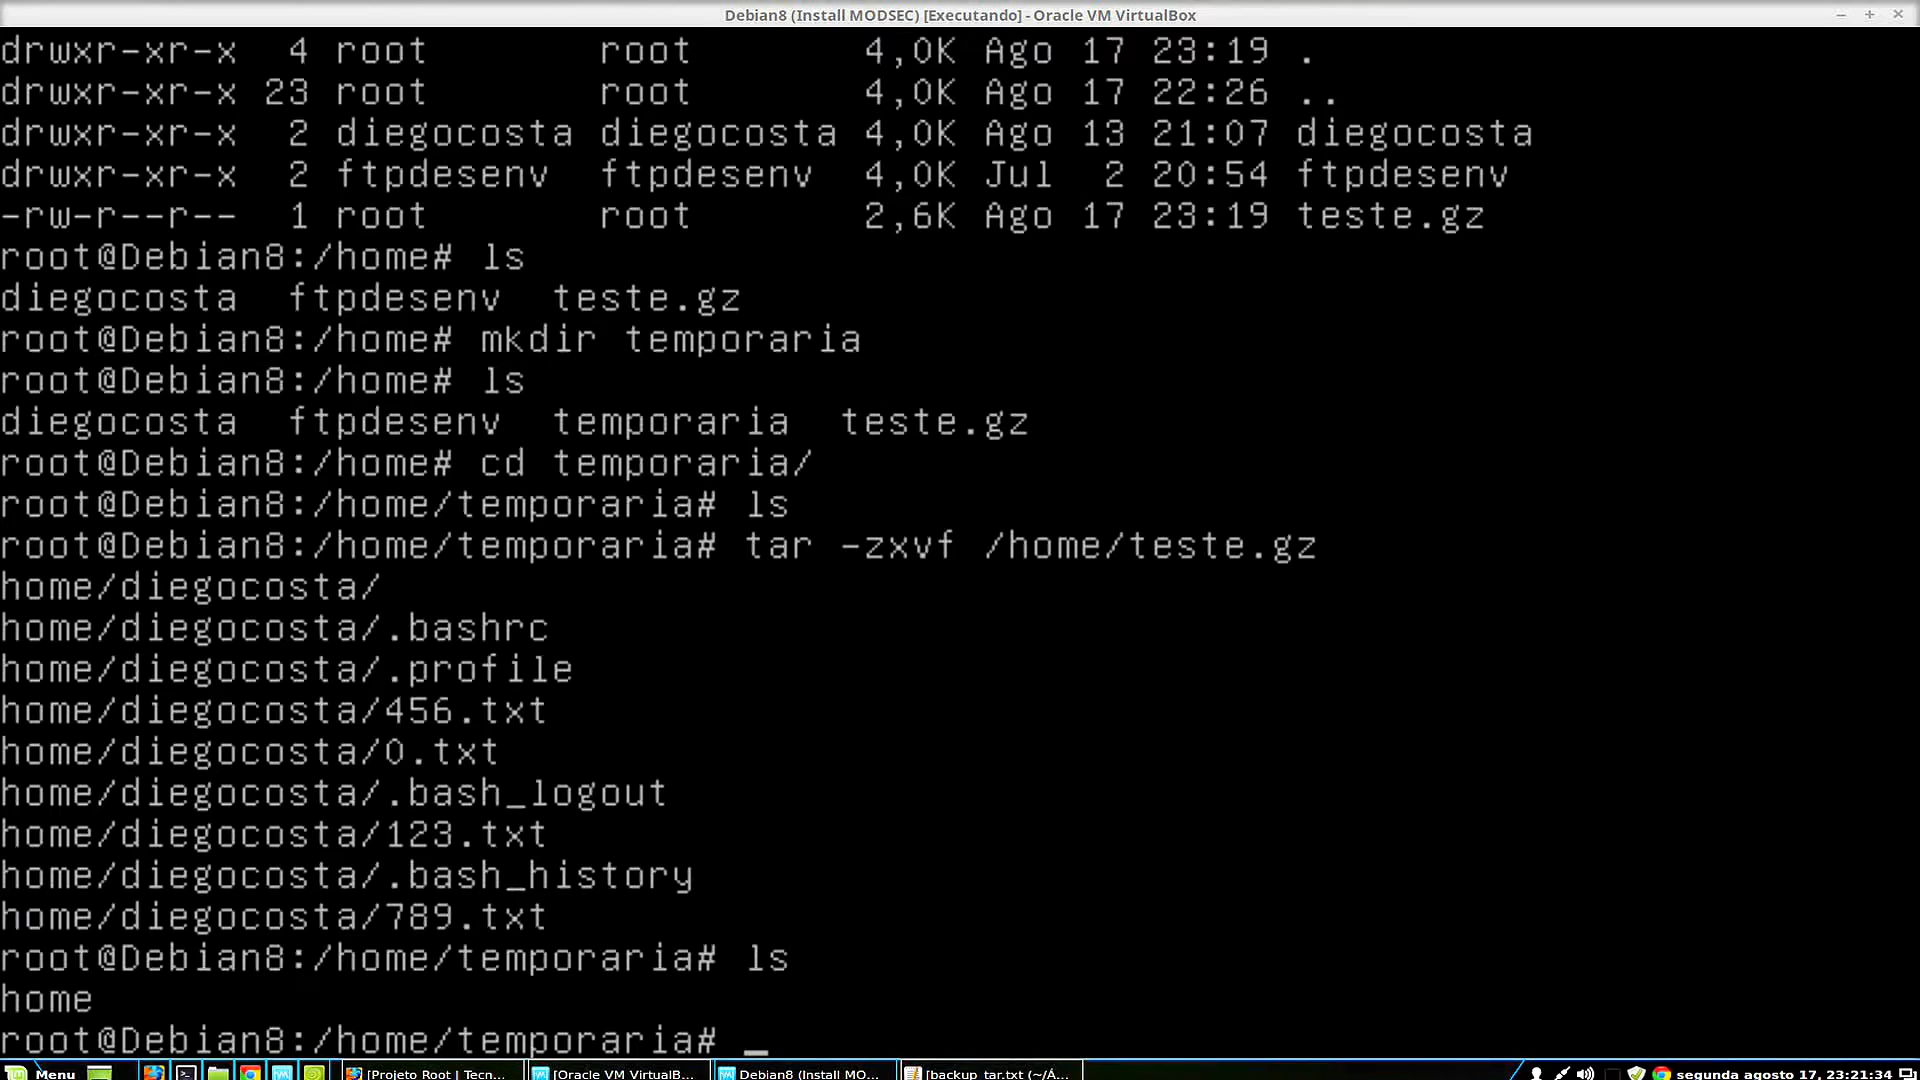 Debian8 (Install MODSEC) [Executando] - Oracle VM VirtualBox
drwxr-xr-x  4 root       root       4,0K Ago 17 23:19 .
drwxr-xr-x 23 root       root       4,0K Ago 17 22:26 ..
drwxr-xr-x  2 diegocosta diegocosta 4,0K Ago 13 21:07 diegocosta
drwxr-xr-x  2 ftpdesenv  ftpdesenv  4,0K Jul  2 20:54 ftpdesenv
-rw-r--r--  1 root       root       2,6K Ago 17 23:19 teste.gz
root@Debian8:/home# ls
diegocosta  ftpdesenv  teste.gz
root@Debian8:/home# mkdir temporaria
root@Debian8:/home# ls
diegocosta  ftpdesenv  temporaria  teste.gz
root@Debian8:/home# cd temporaria/
root@Debian8:/home/temporaria# ls
root@Debian8:/home/temporaria# tar -zxvf /home/teste.gz
home/diegocosta/
home/diegocosta/.bashrc
home/diegocosta/.profile
home/diegocosta/456.txt
home/diegocosta/0.txt
home/diegocosta/.bash_logout
home/diegocosta/123.txt
home/diegocosta/.bash_history
home/diegocosta/789.txt
root@Debian8:/home/temporaria# ls
home
root@Debian8:/home/temporaria# _
Menu [Projeto Root | Tecn... [Oracle VM VirtualB... Debian8 (Install MO... [backup_tar.txt (~/Á... segunda agosto 17, 23:21:34